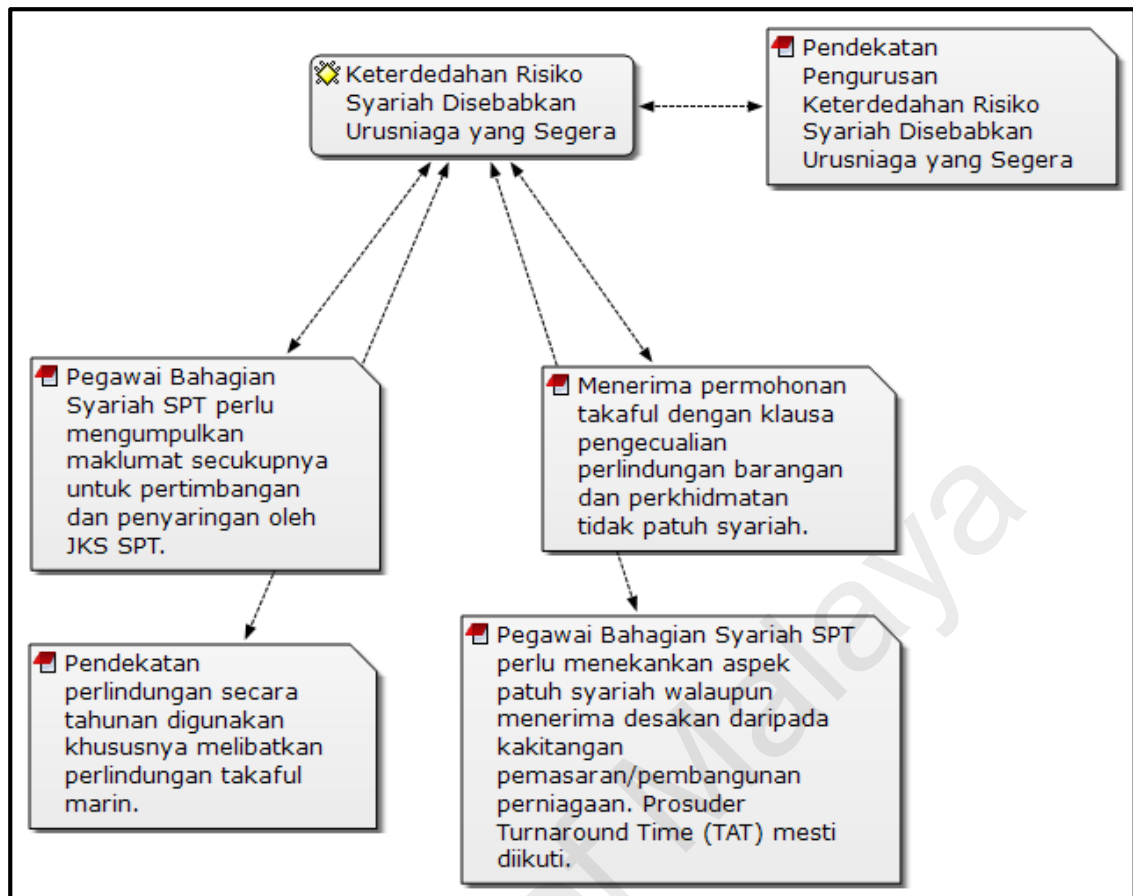 Keterdedahan Risiko
Syariah Disebabkan
Urusniaga yang Segera
Pendekatan
Pengurusan
Keterdedahan Risiko
Syariah Disebabkan
Urusniaga yang Segera
Pegawai Bahagian
Syariah SPT perlu
mengumpulkan
maklumat secukupnya
untuk pertimbangan
dan penyaringan oleh
JKS SPT.
Menerima permohonan
takaful dengan klausa
pengecualian
perlindungan barangan
dan perkhidmatan
tidak patuh syariah.
Pendekatan
perlindungan secara
tahunan digunakan
khususnya melibatkan
perlindungan takaful
marin.
Pegawai Bahagian Syariah SPT
perlu menekankan aspek
patuh syariah walaupun
menerima desakan daripada
kakitangan
pemasaran/pembangunan
perniagaan. Prosuder
Turnaround Time (TAT) mesti
diikuti.
of Malaya